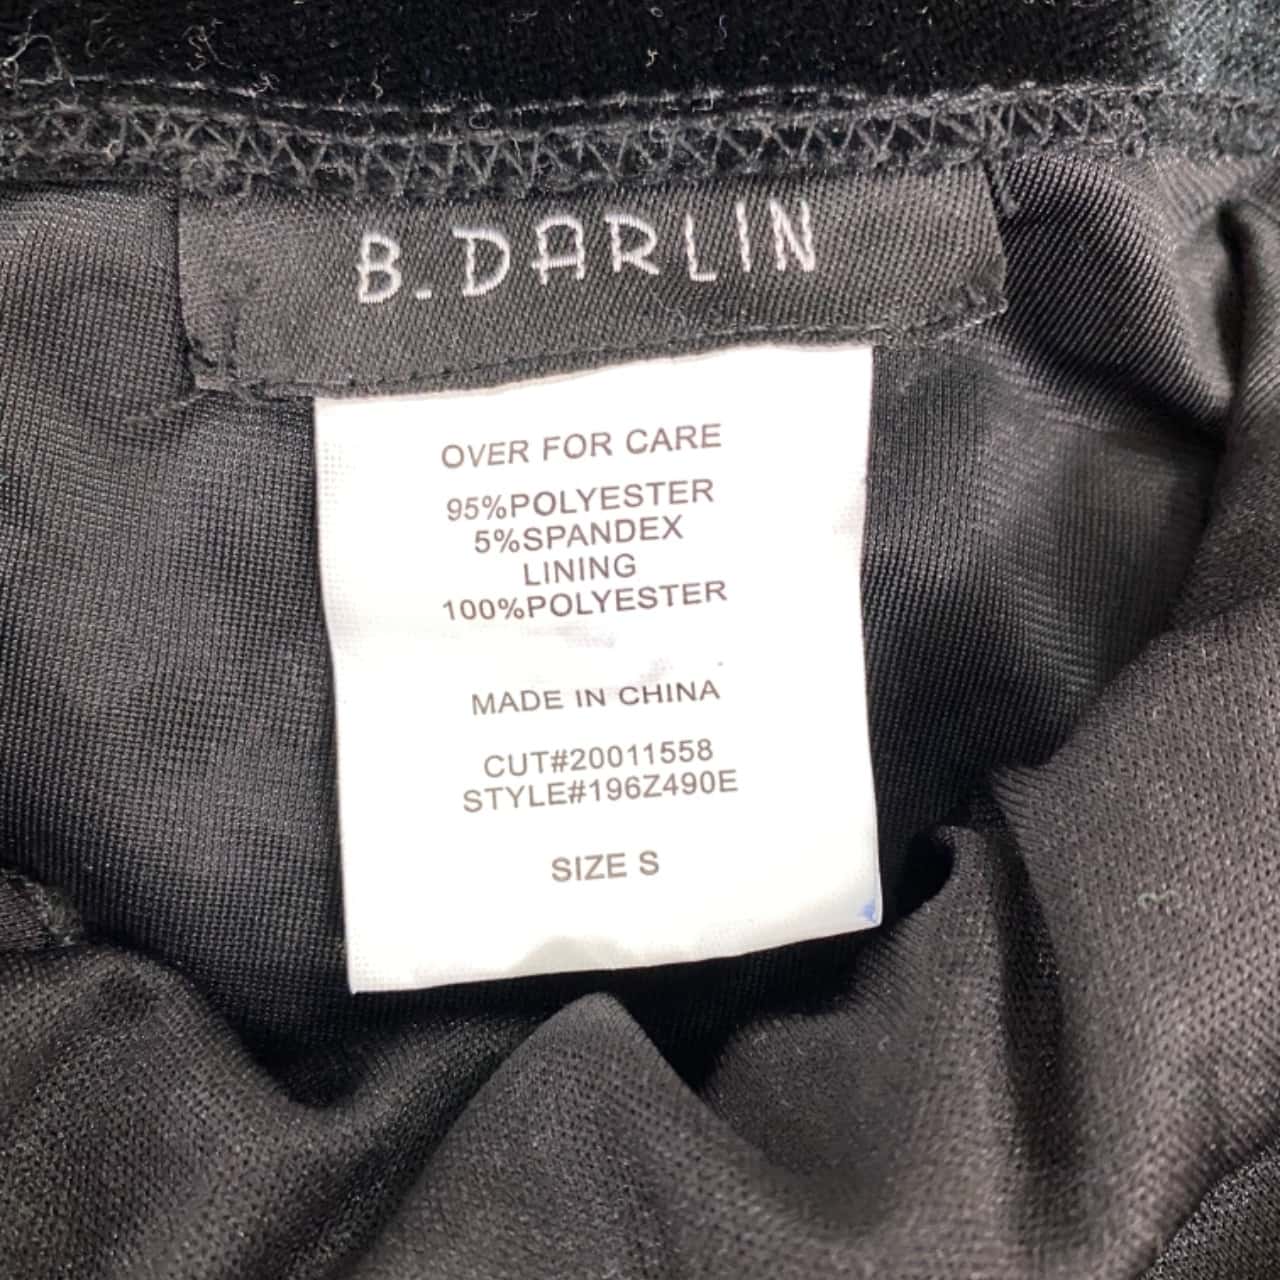 B.DARLIN
OVER FOR CARE
95%POLYESTER
5%SPANDEX
LINING
100%POLYESTER
MADE IN CHINA
CUT#20011558
STYLE#196Z490E
SIZE S